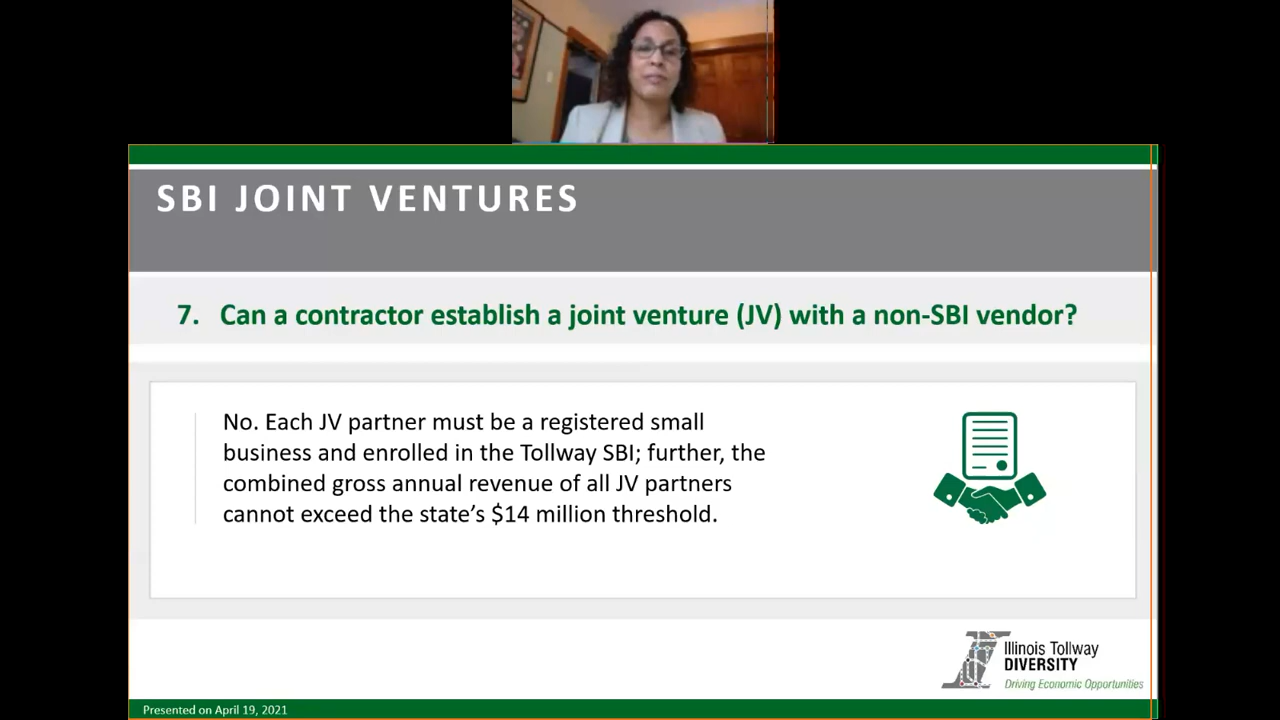 SBI JOINT VENTURES
7. Can a contractor establish a joint venture (JV) with a non-SBI vendor?
No. Each JV partner must be a registered small
business and enrolled in the Tollway SBI; further, the
combined gross annual revenue of all JV partners
cannot exceed the state’s $14 million threshold.
Illinois Tollway
DIVERSITY
Driving Economic Opportunities
Presented on April 19, 2021